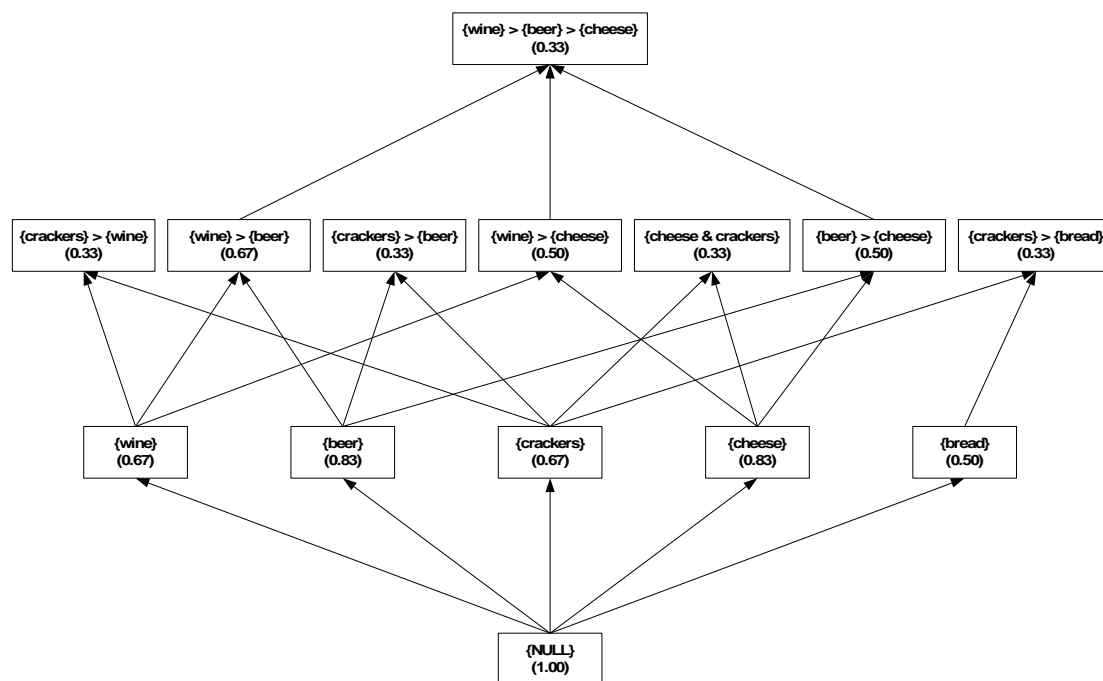 {wine} > {beer} > {cheese}
(0.33)
{crackers} > {wine}
(0.33)
{wine} > {beer}
(0.67)
{crackers} > {beer}
(0.33)
{wine} > {cheese}
(0.50)
{cheese & crackers}
(0.33)
{beer} > {cheese}
(0.50)
{crackers} > {bread}
(0.33)
{wine}
(0.67)
{beer}
(0.83)
{crackers}
(0.67)
{cheese}
(0.83)
{bread}
(0.50)
{NULL}
(1.00)